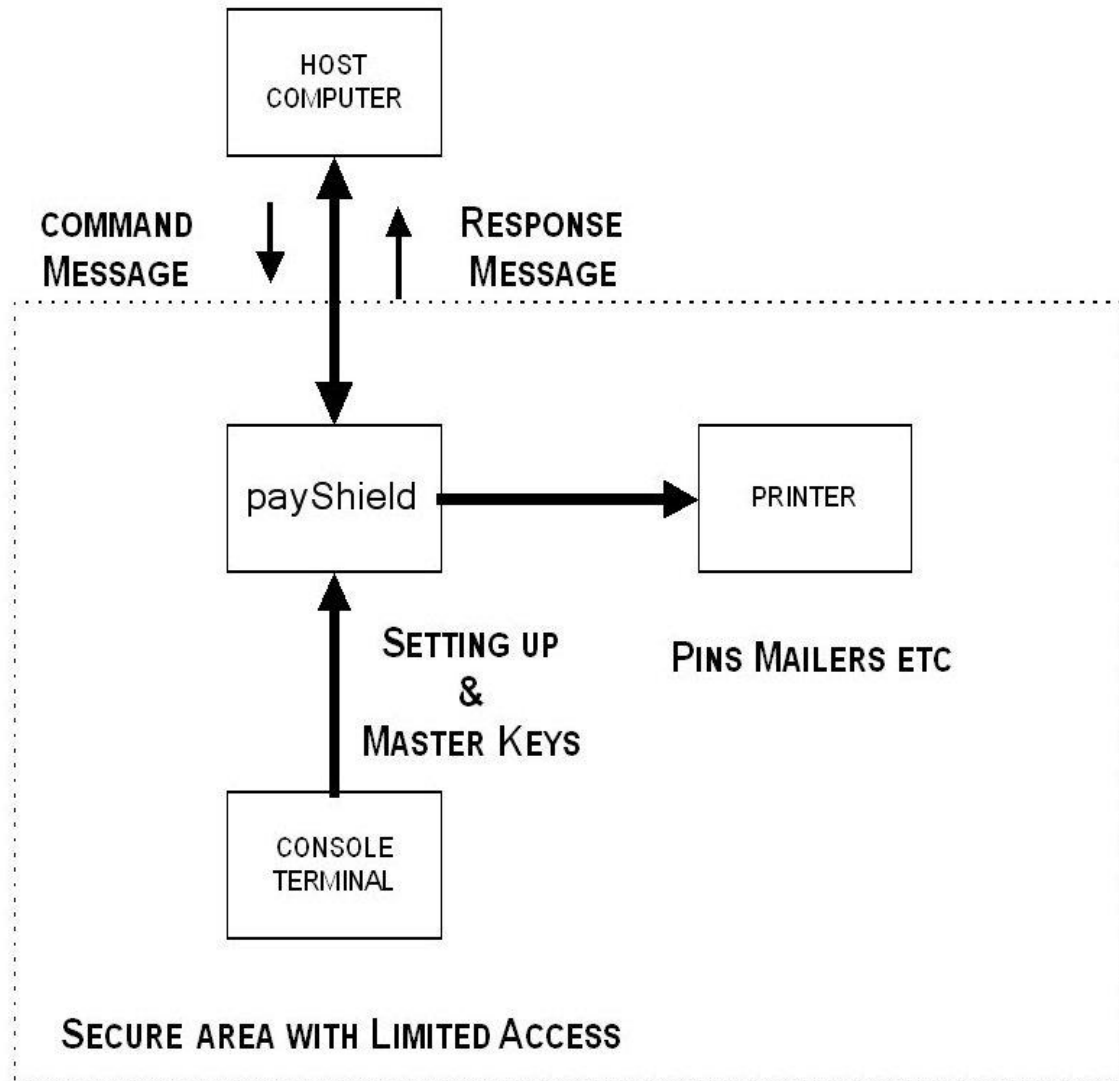 HOST
COMPUTER
COMMAND
MESSAGE
RESPONSE
MESSAGE
payShield
PRINTER
SETTING UP
&
MASTER KEYS
PINS MAILERS ETC
CONSOLE
TERMINAL
SECURE AREA WITH LIMITED ACCESS